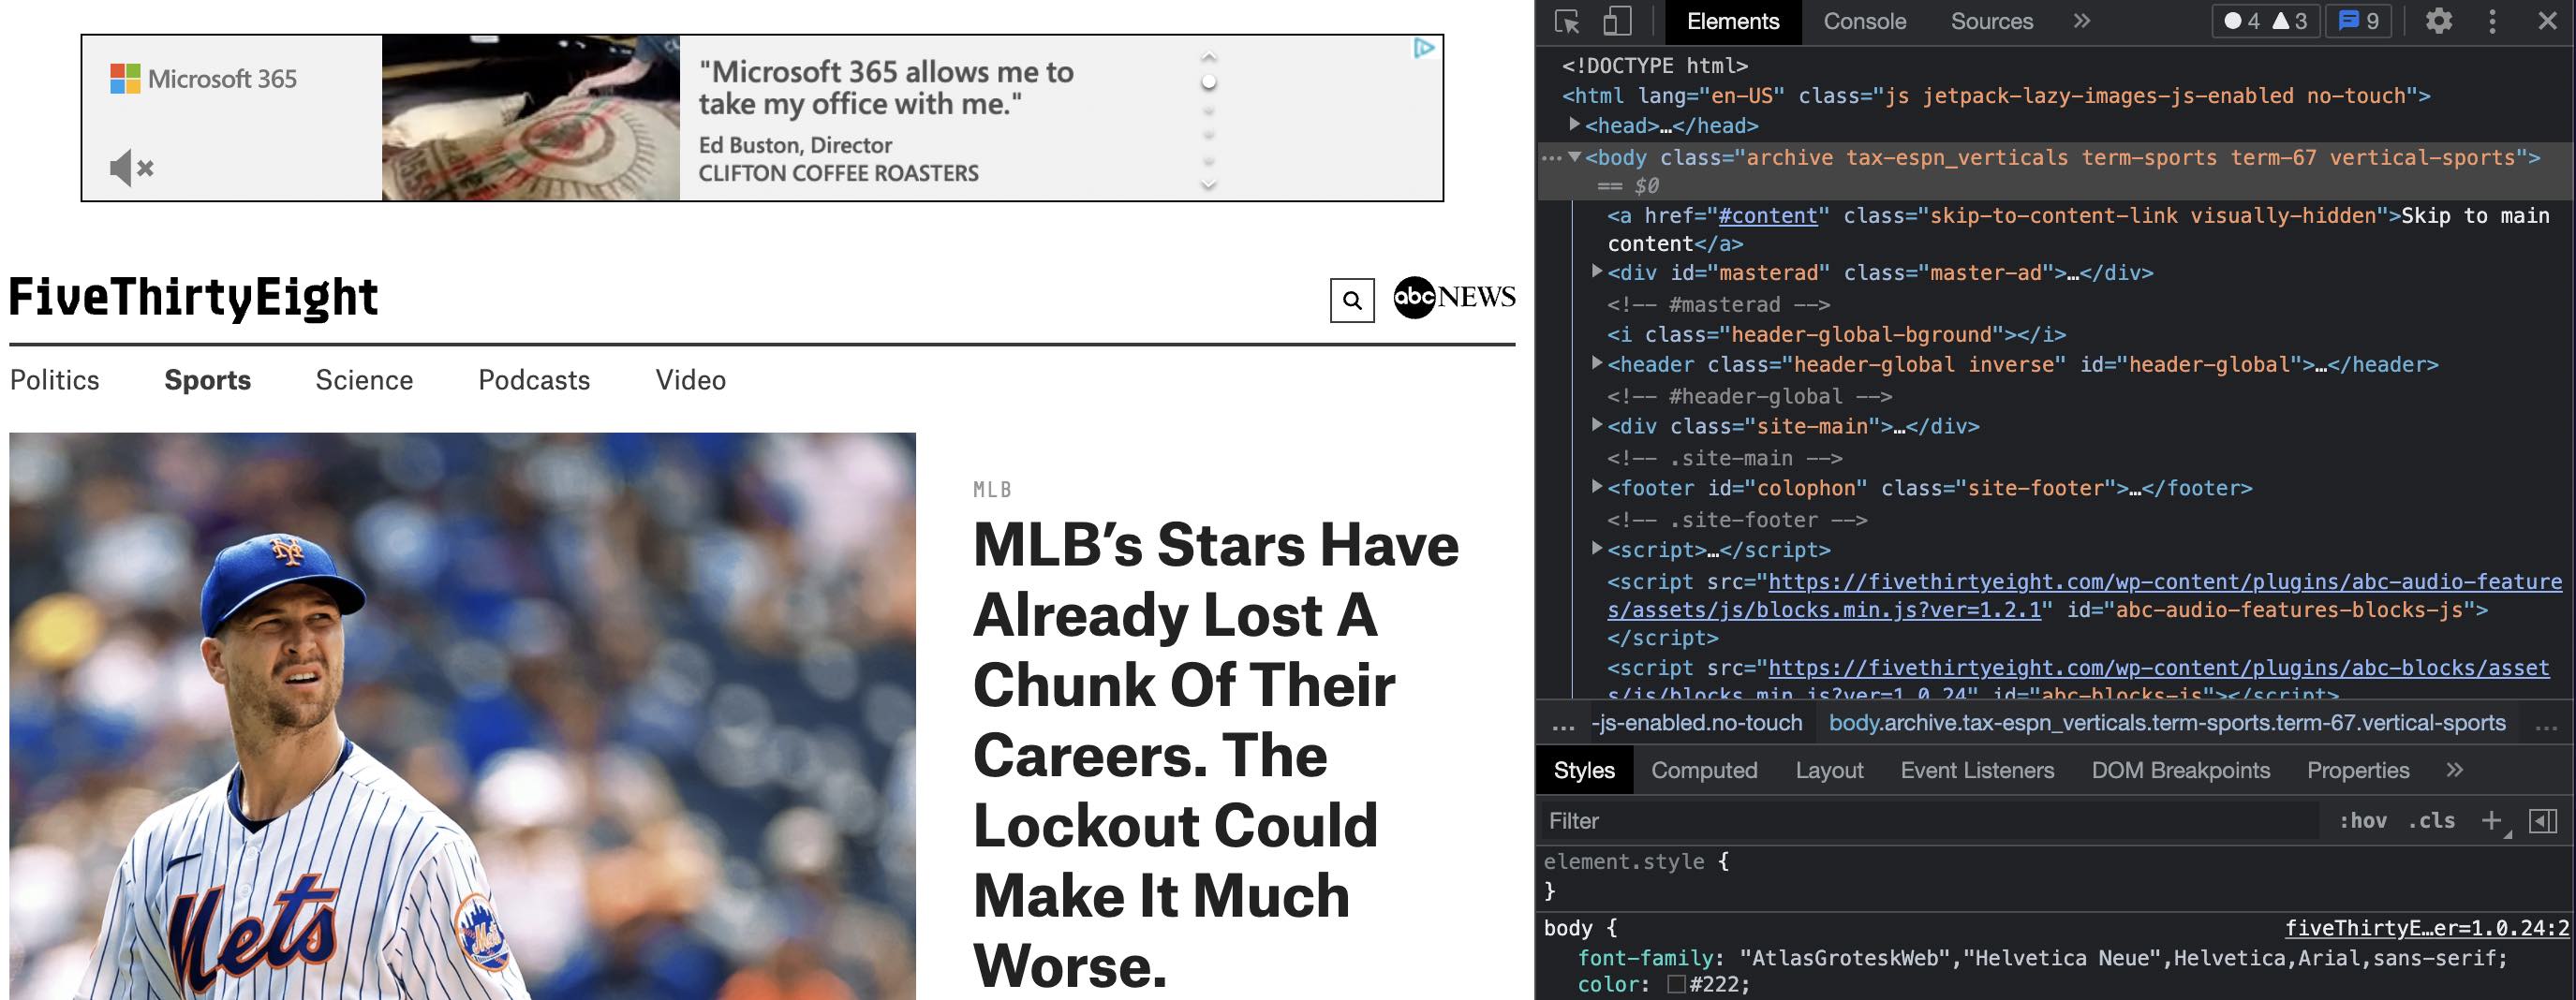 Microsoft 365
"Microsoft 365 allows me to
take my office with me."
Ed Buston, Director
CLIFTON COFFEE ROASTERS
FiveThirtyEight
abc NEWS
Politics Sports Science Podcasts Video
NY
Mets
Mets
MLB
MLB’s Stars Have
Already Lost A
Chunk Of Their
Careers. The
Lockout Could
Make It Much
Worse.
Elements Console Sources » 4 3 9
<!DOCTYPE html>
<html lang="en-US" class="js jetpack-lazy-images-js-enabled no-touch">
<head>…</head>
<body class="archive tax-espn_verticals term-sports term-67 vertical-sports">
== $0
<a href="#content" class="skip-to-content-link visually-hidden">Skip to main
content</a>
<div id="masterad" class="master-ad">…</div>
<!-- #masterad -->
<i class="header-global-bground"></i>
<header class="header-global inverse" id="header-global">…</header>
<!-- #header-global -->
<div class="site-main">…</div>
<!-- .site-main -->
<footer id="colophon" class="site-footer">…</footer>
<!-- .site-footer -->
<script>…</script>
<script src="https://fivethirtyeight.com/wp-content/plugins/abc-audio-feature
s/assets/js/blocks.min.js?ver=1.2.1" id="abc-audio-features-blocks-js">
</script>
<script src="https://fivethirtyeight.com/wp-content/plugins/abc-blocks/asset
s/js/blocks.min.js?ver=1.0.24" id="abc-blocks-js"></script>
... -js-enabled.no-touch body.archive.tax-espn_verticals.term-sports.term-67.vertical-sports ...
Styles Computed Layout Event Listeners DOM Breakpoints Properties »
Filter :hov .cls +
element.style {
}
body { fiveThirtyE…er=1.0.24:2
font-family: "AtlasGroteskWeb","Helvetica Neue",Helvetica,Arial,sans-serif;
color: #222;